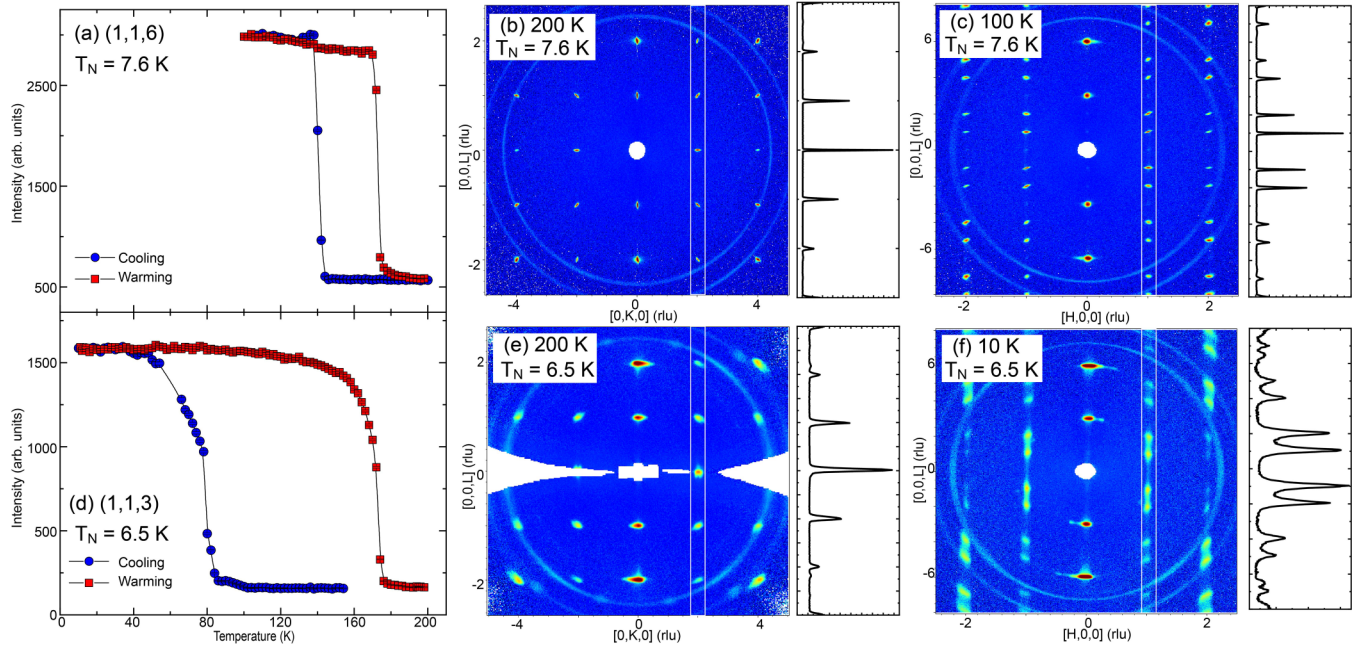 (a) (1,1,6)
T_N = 7.6 K
Intensity (arb. units)
2500
1500
500
Cooling
Warming
(b) 200 K
T_N = 7.6 K
[0,0,L] (rlu)
2
0
-2
-4
0
4
[0,K,0] (rlu)
(c) 100 K
T_N = 7.6 K
[0,0,L] (rlu)
6
0
-6
-2
0
2
[H,0,0] (rlu)
(d) (1,1,3)
T_N = 6.5 K
Intensity (arb. units)
1500
1000
500
0
Cooling
Warming
0
40
80
120
160
200
Temperature (K)
(e) 200 K
T_N = 6.5 K
[0,0,L] (rlu)
2
0
-2
-4
0
4
[0,K,0] (rlu)
(f) 10 K
T_N = 6.5 K
[0,0,L] (rlu)
6
0
-6
-2
0
2
[H,0,0] (rlu)